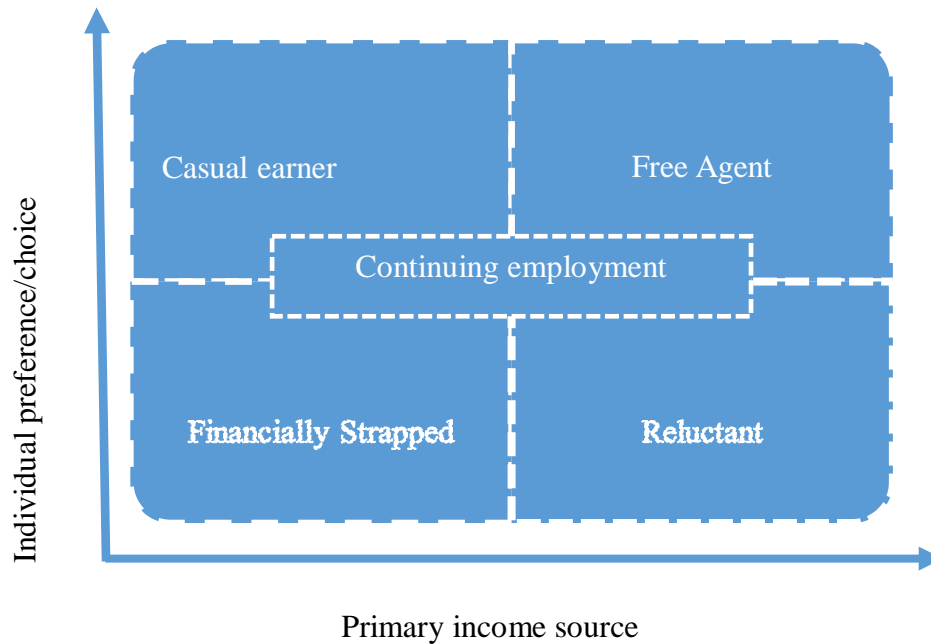 Individual preference/choice
Casual earner
Free Agent
Continuing employment
Financially Strapped
Reluctant
Primary income source